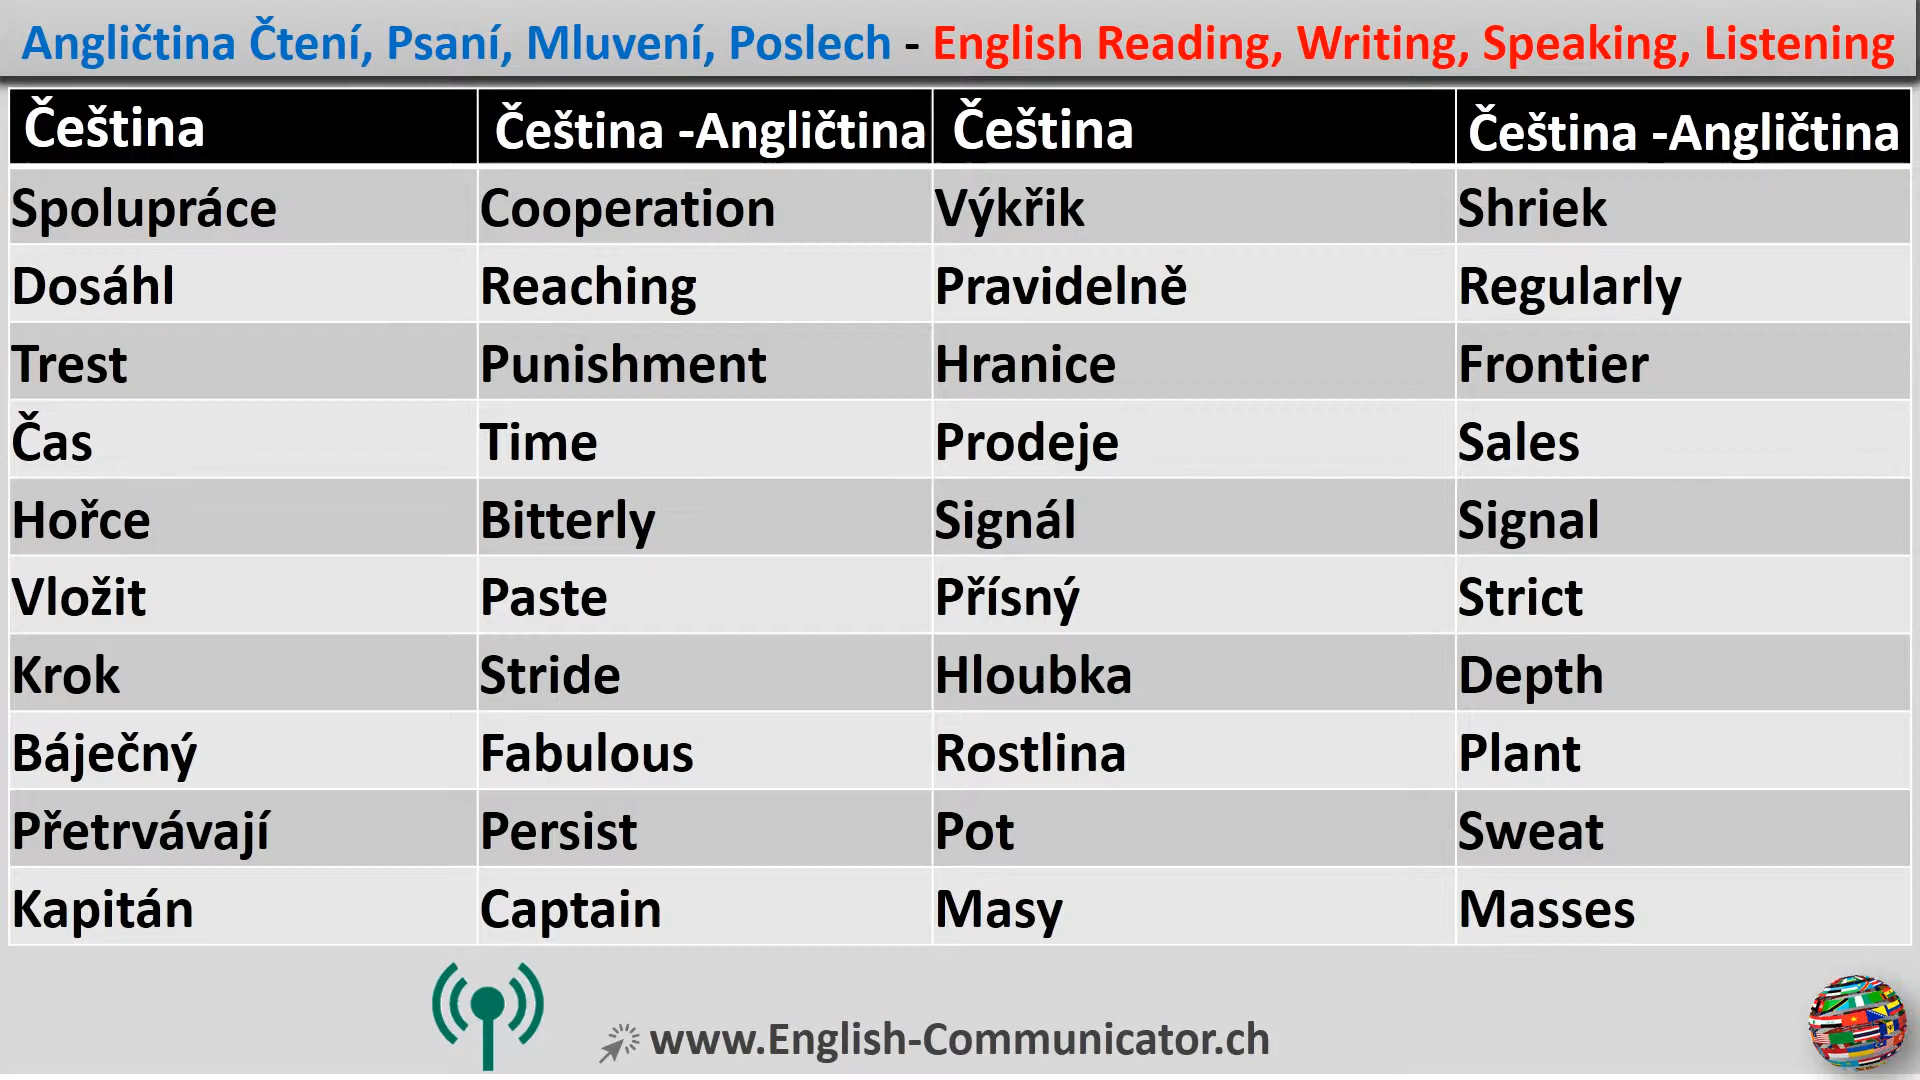 Angličtina Čtení, Psaní, Mluvení, Poslech - English Reading, Writing, Speaking, Listening
Čeština Čeština -Angličtina Čeština Čeština -Angličtina
Spolupráce Cooperation Výkřik Shriek
Dosáhl Reaching Pravidelně Regularly
Trest Punishment Hranice Frontier
Čas Time Prodeje Sales
Hořce Bitterly Signál Signal
Vložit Paste Přísný Strict
Krok Stride Hloubka Depth
Báječný Fabulous Rostlina Plant
Přetrvávají Persist Pot Sweat
Kapitán Captain Masy Masses
www.English-Communicator.ch